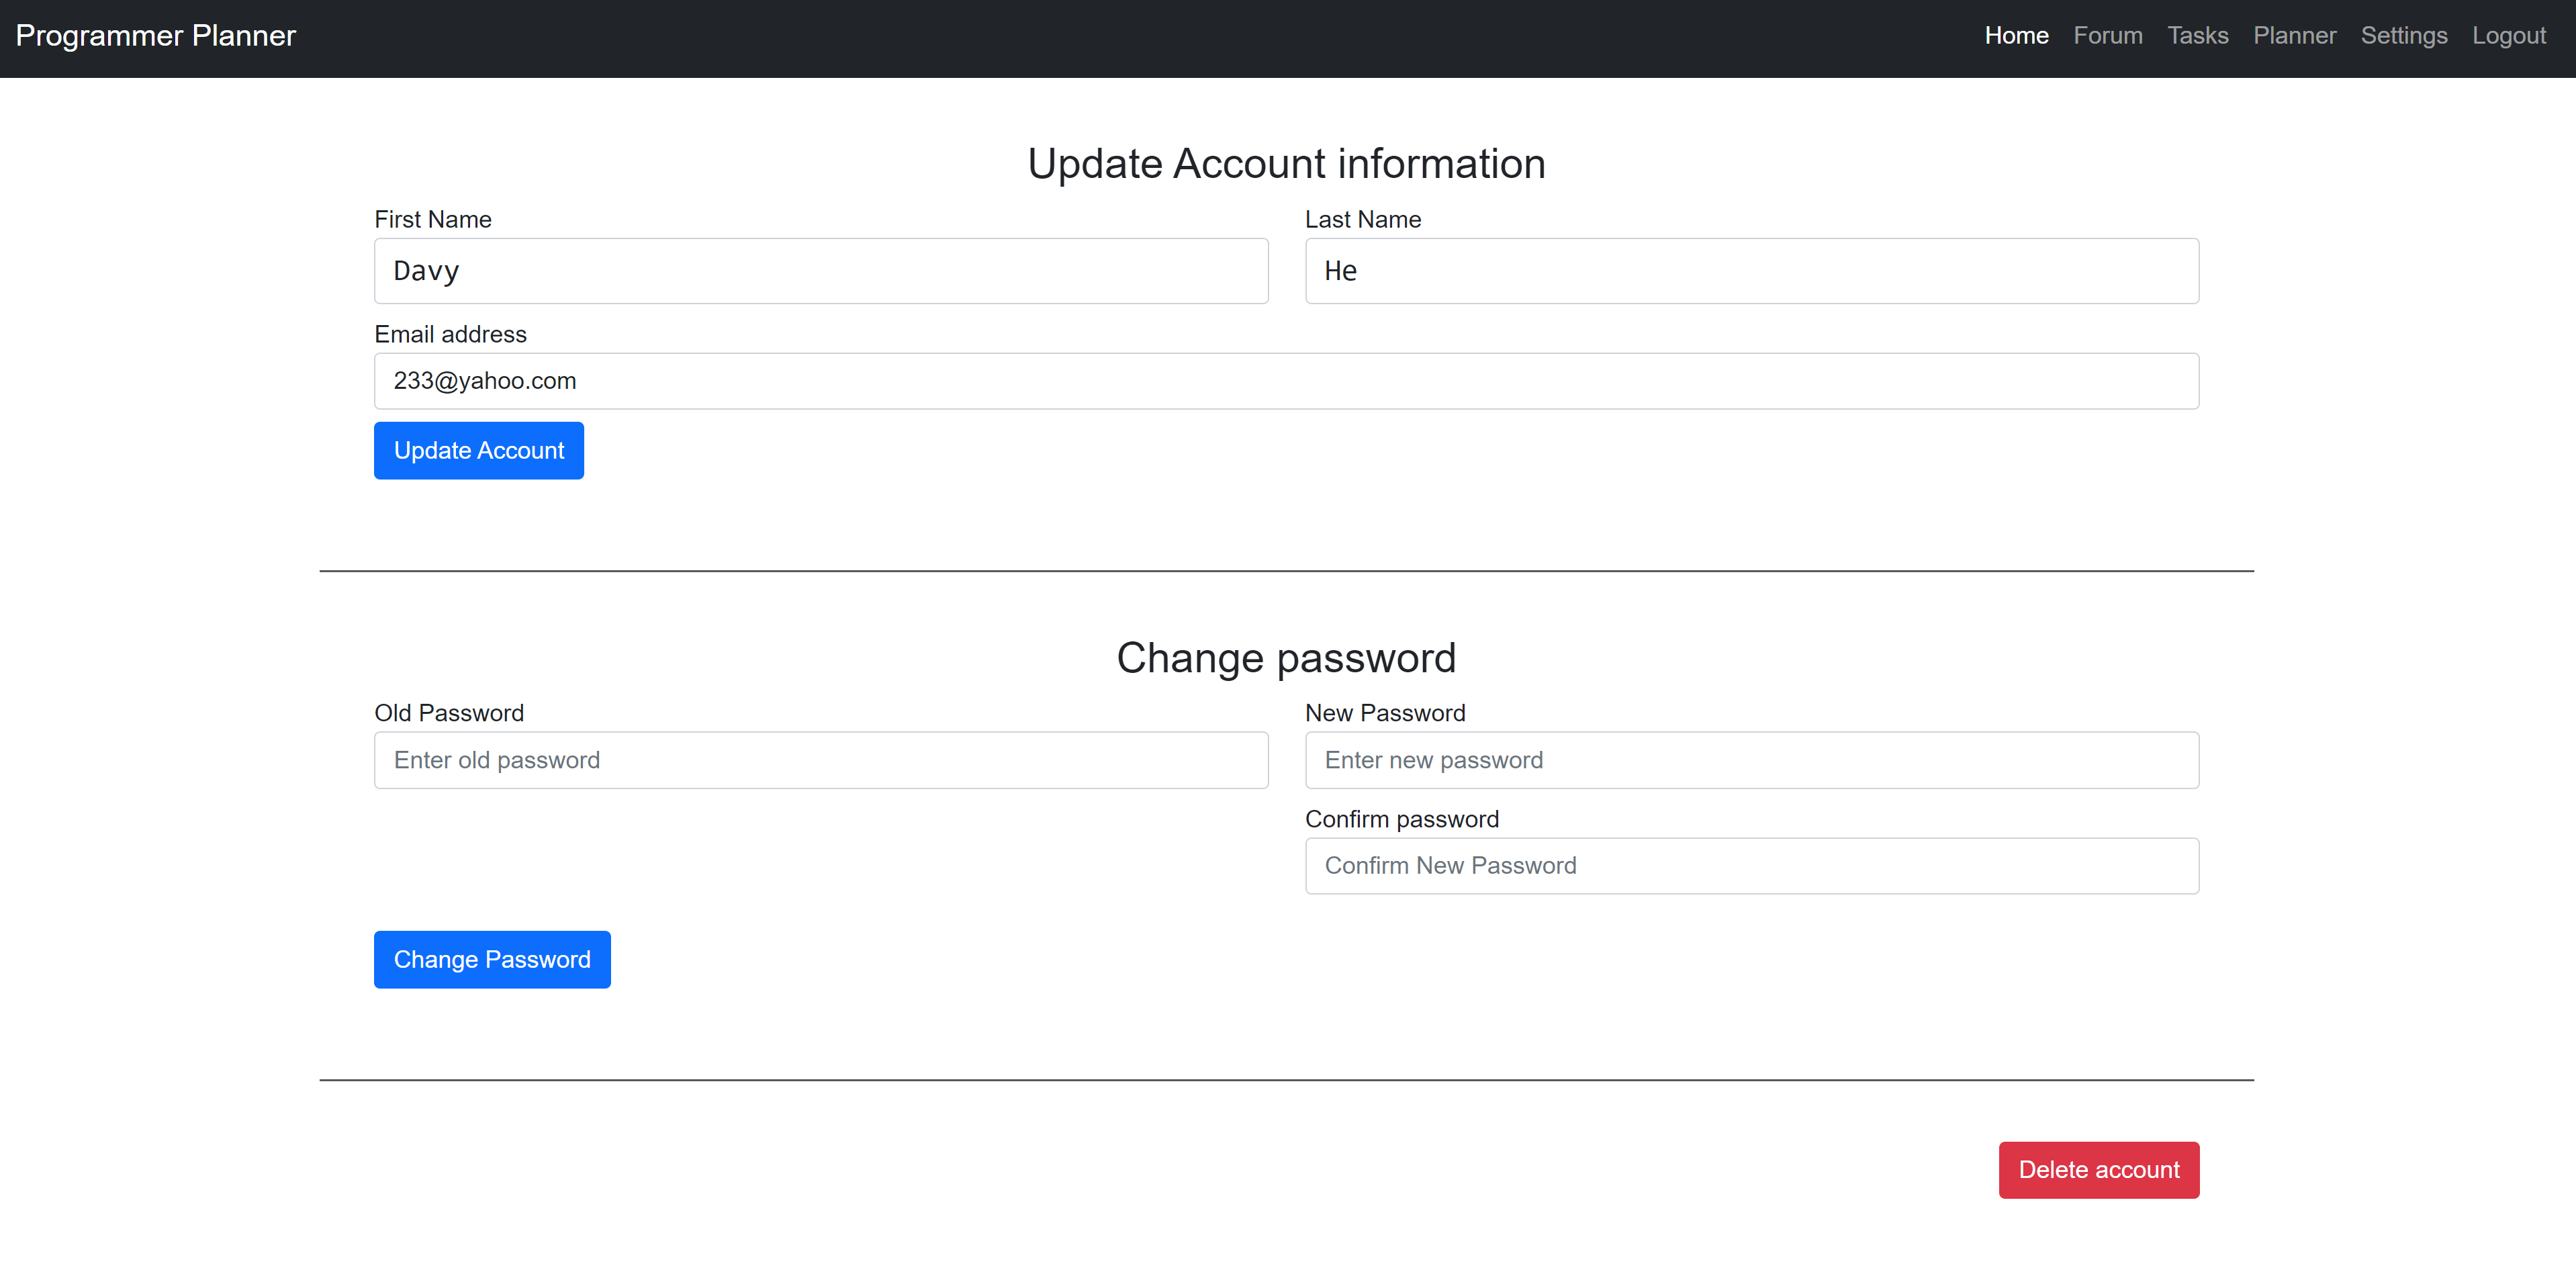 Programmer Planner
Home Forum Tasks Planner Settings Logout
Update Account information
First Name
Last Name
Davy
He
Email address
233@yahoo.com
Update Account
Change password
Old Password
New Password
Enter old password
Enter new password
Confirm password
Confirm New Password
Change Password
Delete account